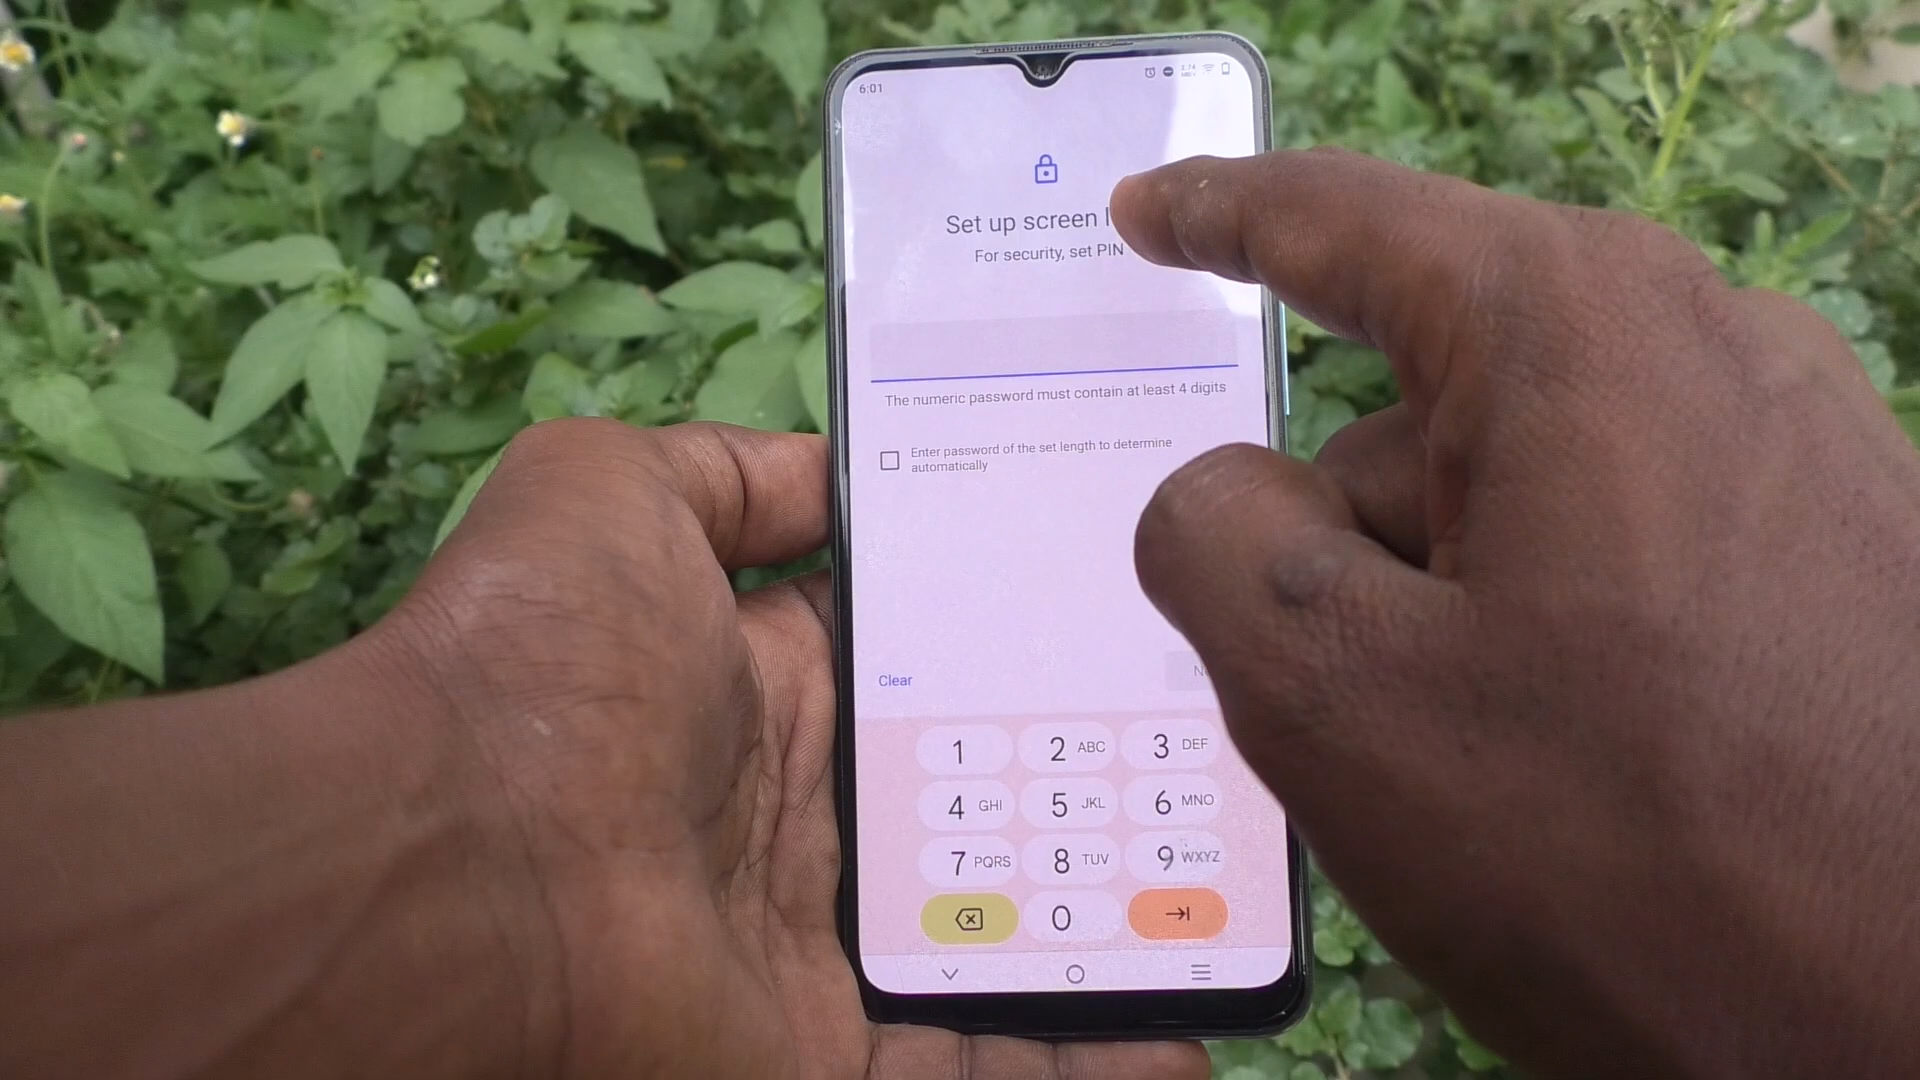 6:01
Set up screen
For security, set PIN
The numeric password must contain at least 4 digits
Enter password of the set length to determine
automatically
Clear
1 2 ABC 3 DEF
4 GHI 5 JKL 6 MNO
7 PQRS 8 TUV 9 WXYZ
0